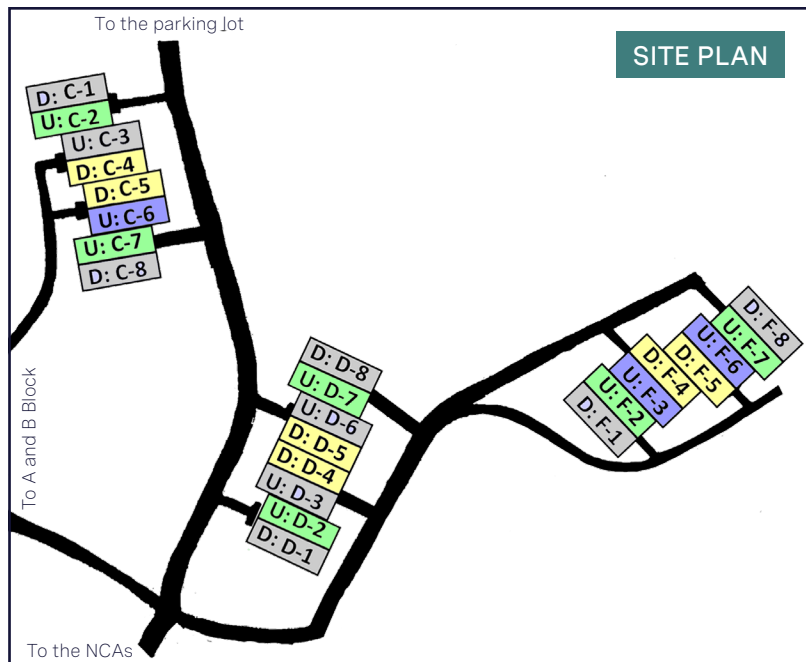 To the parking lot
SITE PLAN
D: C-1
U: C-2
U: C-3
D: C-4
D: C-5
U: C-6
U: C-7
D: C-8
To A and B Block
D: D-8
U: D-7
U: D-6
D: D-5
D: D-4
U: D-3
U: D-2
D: D-1
D: F-8
U: F-7
U: F-6
D: F-5
D: F-4
U: F-3
U: F-2
D: F-1
To the NCAs